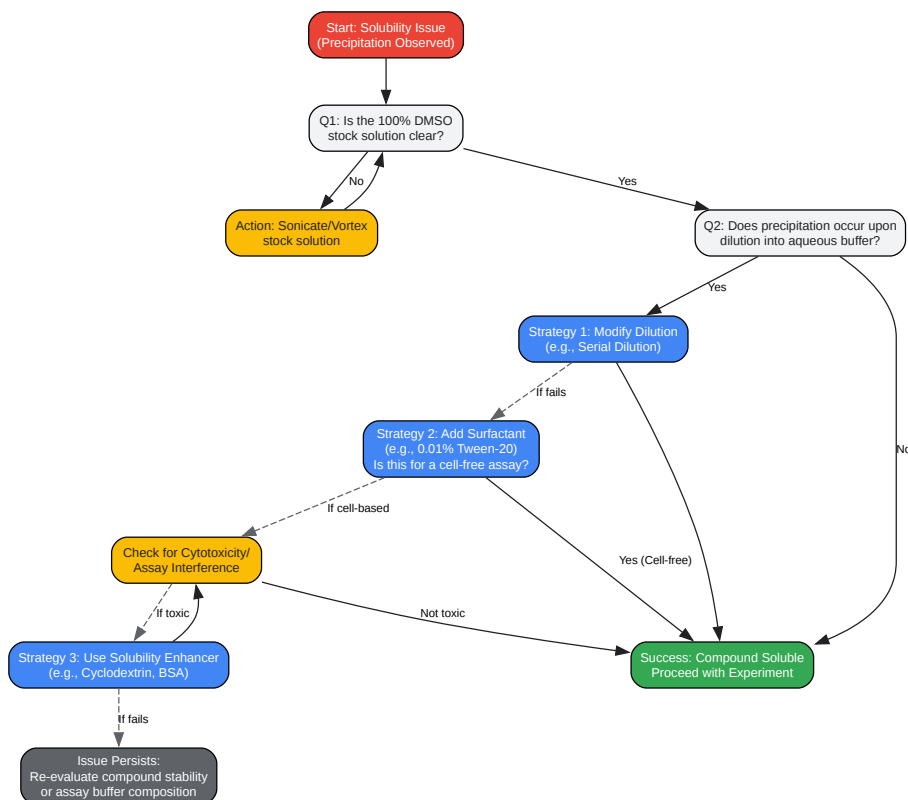 Start: Solubility Issue
(Precipitation Observed)
Q1: Is the 100% DMSO
stock solution clear?
No
Yes
Action: Sonicate/Vortex
stock solution
Q2: Does precipitation occur upon
dilution into aqueous buffer?
Yes
Strategy 1: Modify Dilution
(e.g., Serial Dilution)
If fails
Strategy 2: Add Surfactant
(e.g., 0.01% Tween-20)
Is this for a cell-free assay?
No
If cell-based
Check for Cytotoxicity/
Assay Interference
Yes (Cell-free)
If toxic
Not toxic
Strategy 3: Use Solubility Enhancer
(e.g., Cyclodextrin, BSA)
Success: Compound Soluble
Proceed with Experiment
If fails
Issue Persists:
Re-evaluate compound stability
or assay buffer composition